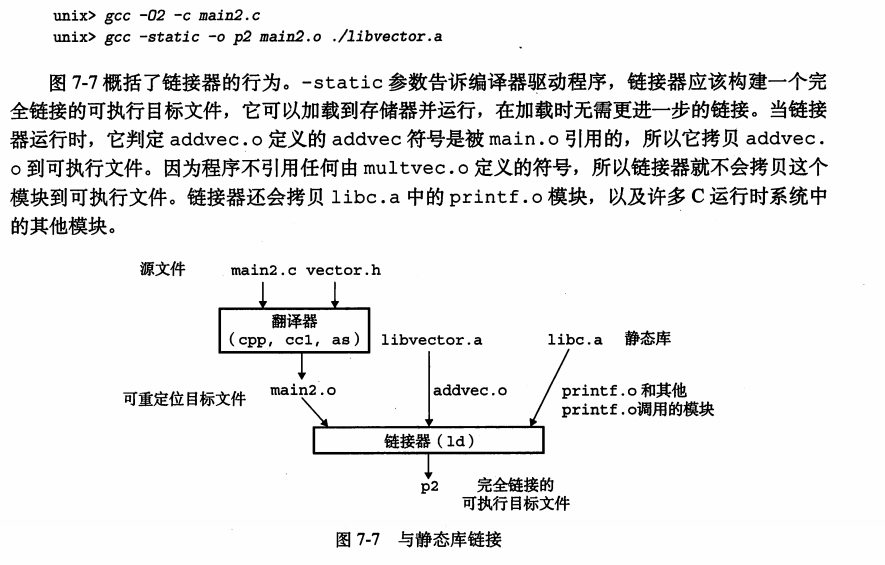 unix> gcc -O2 -c main2.c
unix> gcc -static -o p2 main2.o ./libvector.a
图 7-7 概括了链接器的行为。-static 参数告诉编译器驱动程序，链接器应该构建一个完
全链接的可执行目标文件，它可以加载到存储器并运行，在加载时无需更进一步的链接。当链接
器运行时，它判定 addvec.o 定义的 addvec 符号是被 main.o 引用的，所以它拷贝 addvec.
o 到可执行文件。因为程序不引用任何由 multvec.o 定义的符号，所以链接器就不会拷贝这个
模块到可执行文件。链接器还会拷贝 libc.a 中的 printf.o 模块，以及许多 C 运行时系统中
的其他模块。
源文件 main2.c vector.h
翻译器
(cpp, cc1, as) libvector.a libc.a 静态库
可重定位目标文件 main2.o addvec.o printf.o 和其他
printf.o调用的模块
链接器 (ld)
p2 完全链接的
可执行目标文件
图 7-7 与静态库链接